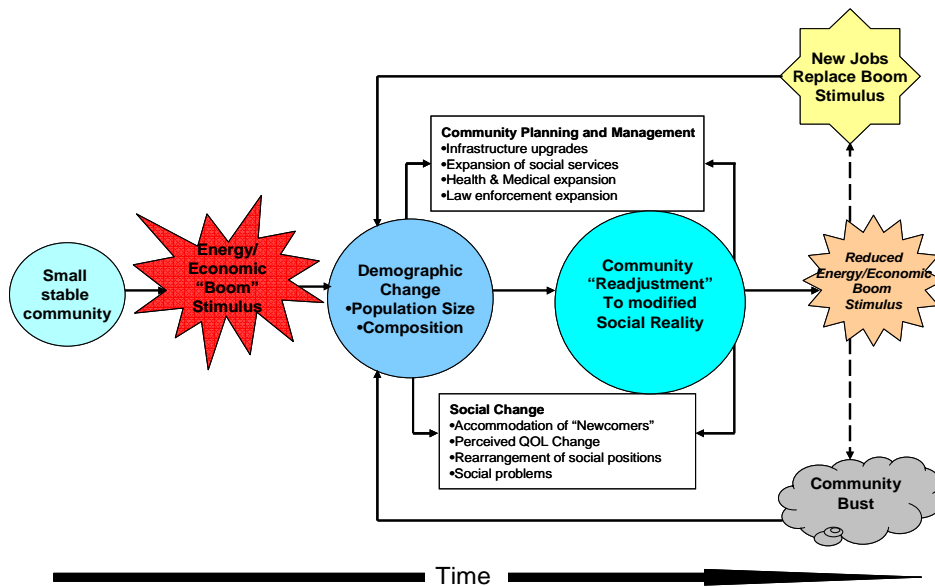 New Jobs
Replace Boom
Stimulus
Community Planning and Management
•Infrastructure upgrades
•Expansion of social services
•Health & Medical expansion
•Law enforcement expansion
Small
stable
community
Energy/
Economic
“Boom”
Stimulus
Demographic
Change
•Population Size
•Composition
Community
“Readjustment”
To modified
Social Reality
Reduced
Energy/Economic
Boom
Stimulus
Social Change
•Accommodation of “Newcomers”
•Perceived QOL Change
•Rearrangement of social positions
•Social problems
Community
Bust
Time